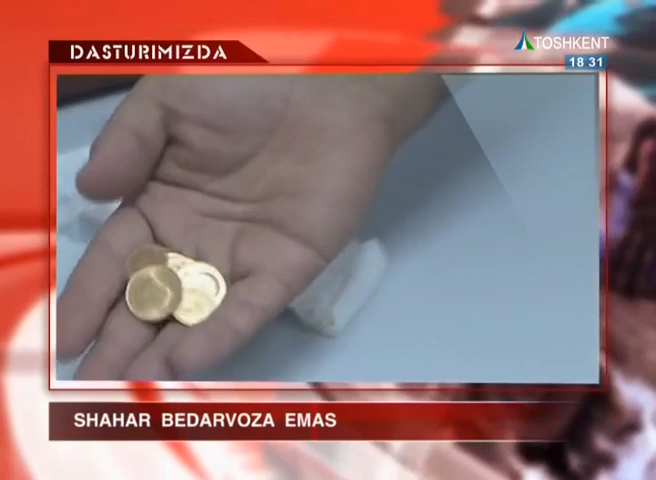 DASTURIMIZDA
TOSHKENT
18 31
SHAHAR BEDARVOZA EMAS